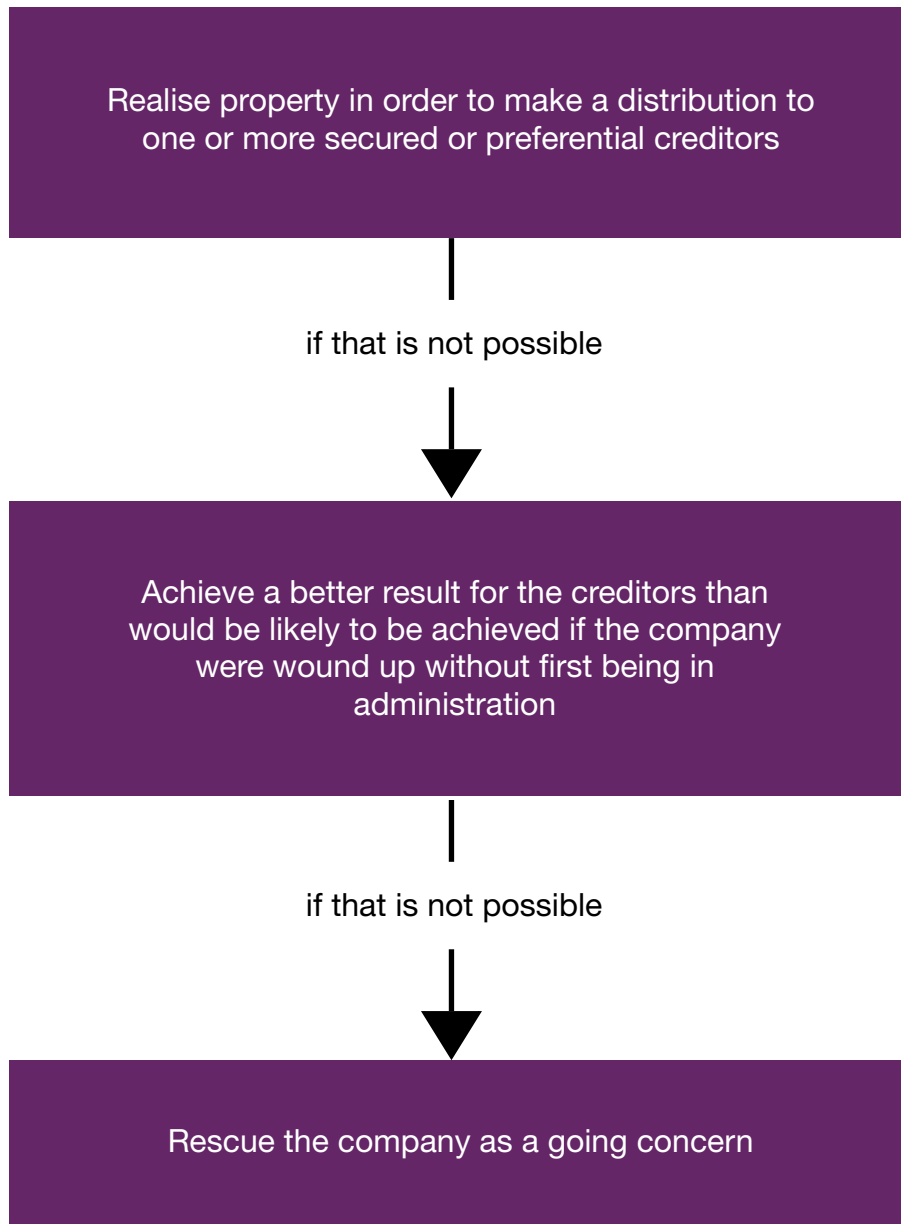 Realise property in order to make a distribution to
one or more secured or preferential creditors
if that is not possible
Achieve a better result for the creditors than
would be likely to be achieved if the company
were wound up without first being in
administration
if that is not possible
Rescue the company as a going concern